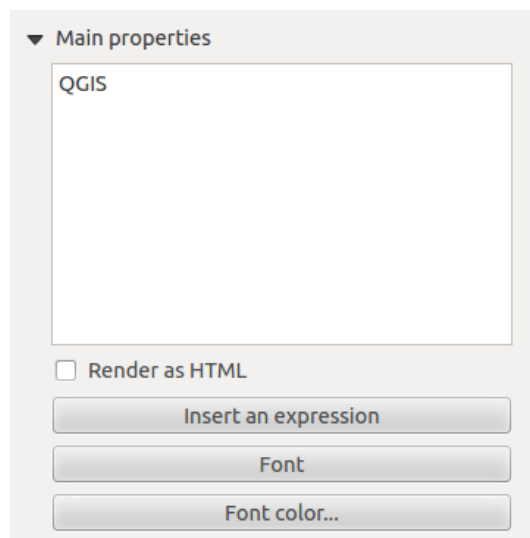 Main properties
QGIS
Render as HTML
Insert an expression
Font
Font color...